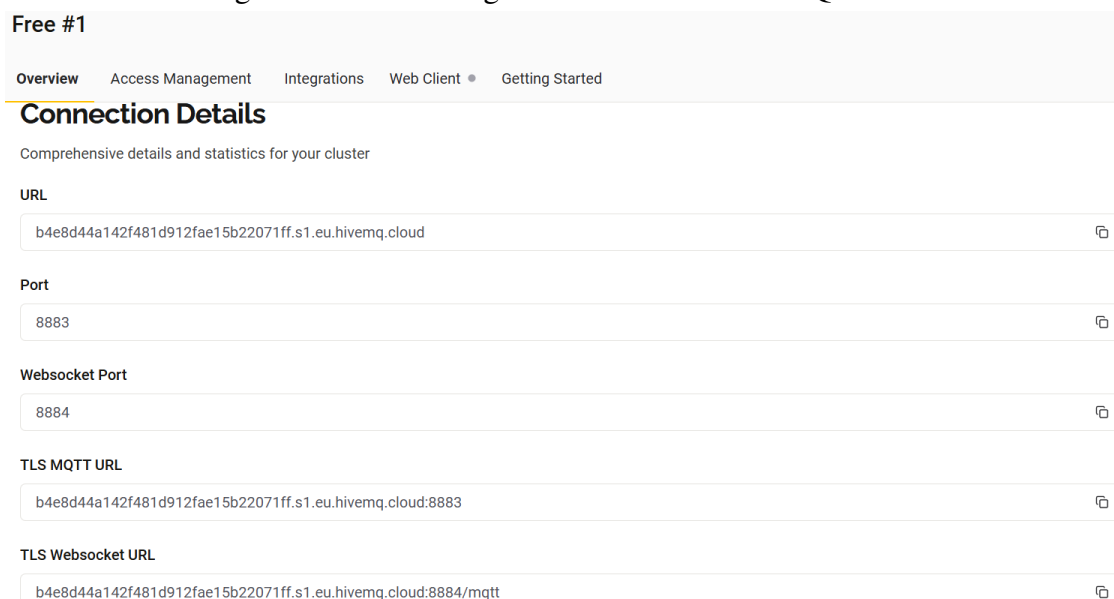 Free #1
Overview Access Management Integrations Web Client Getting Started
Connection Details
Comprehensive details and statistics for your cluster
URL
b4e8d44a142f481d912fae15b22071ff.s1.eu.hivemq.cloud
Port
8883
Websocket Port
8884
TLS MQTT URL
b4e8d44a142f481d912fae15b22071ff.s1.eu.hivemq.cloud:8883
TLS Websocket URL
b4e8d44a142f481d912fae15b22071ff.s1.eu.hivemq.cloud:8884/mqtt